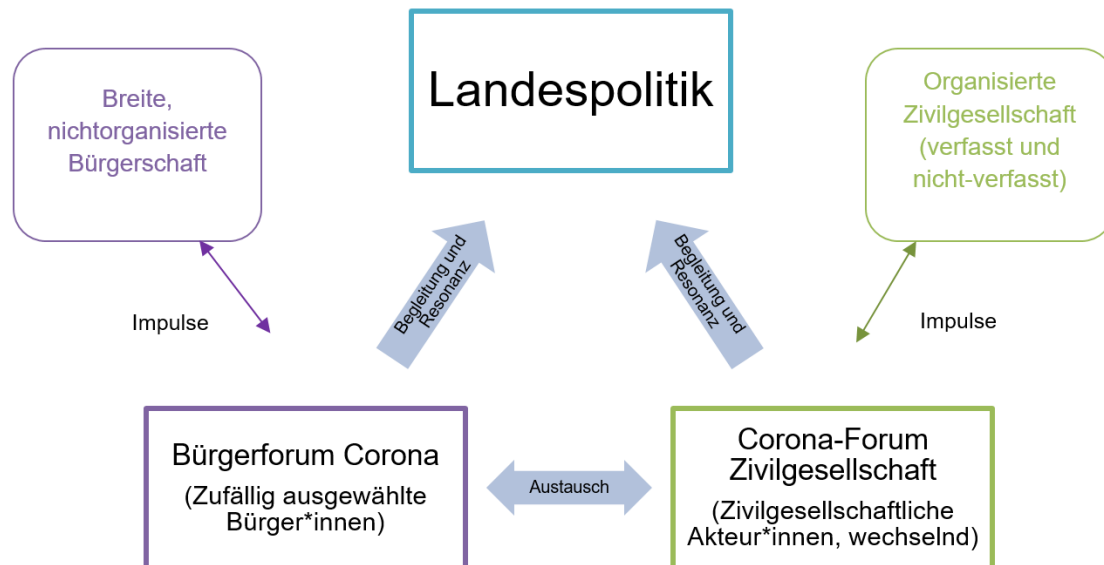 Landespolitik
Breite,
nichtorganisierte
Bürgerschaft
Organisierte
Zivilgesellschaft
(verfasst und
nicht-verfasst)
Begleitung und
Resonanz
Begleitung und
Resonanz
Impulse
Impulse
Bürgerforum Corona
(Zufällig ausgewählte
Bürger*innen)
Austausch
Corona-Forum
Zivilgesellschaft
(Zivilgesellschaftliche
Akteur*innen, wechselnd)